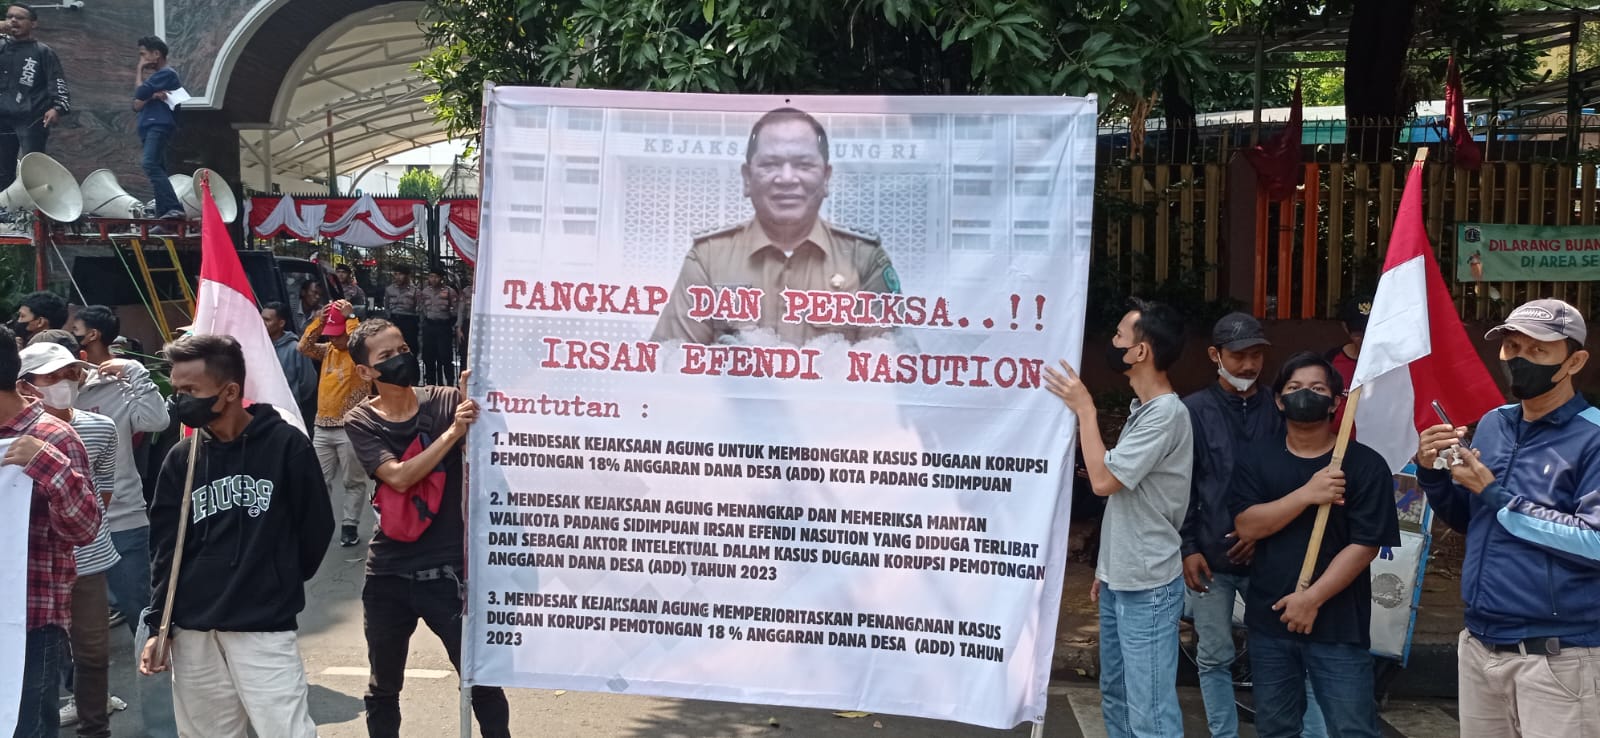 KEJAKS UNG RI
TANGKAP DAN PERIKSA..!!
IRSAN EFENDI NASUTION
Tuntutan :
1. MENDESAK KEJAKSAAN AGUNG UNTUK MEMBONGKAR KASUS DUGAAN KORUPSI
PEMOTONGAN 18% ANGGARAN DANA DESA (ADD) KOTA PADANG SIDIMPUAN
2. MENDESAK KEJAKSAAN AGUNG MENANGKAP DAN MEMERIKSA MANTAN
WALIKOTA PADANG SIDIMPUAN IRSAN EFENDI NASUTION YANG DIDUGA TERLIBAT
DAN SEBAGAI AKTOR INTELEKTUAL DALAM KASUS DUGAAN KORUPSI PEMOTONGAN
ANGGARAN DANA DESA (ADD) TAHUN 2023
3. MENDESAK KEJAKSAAN AGUNG MEMPERIORITASKAN PENANGANAN KASUS
DUGAAN KORUPSI PEMOTONGAN 18 % ANGGARAN DANA DESA (ADD) TAHUN
2023
DILARANG BUAN
DI AREA SE
RUSS
CO
友兄